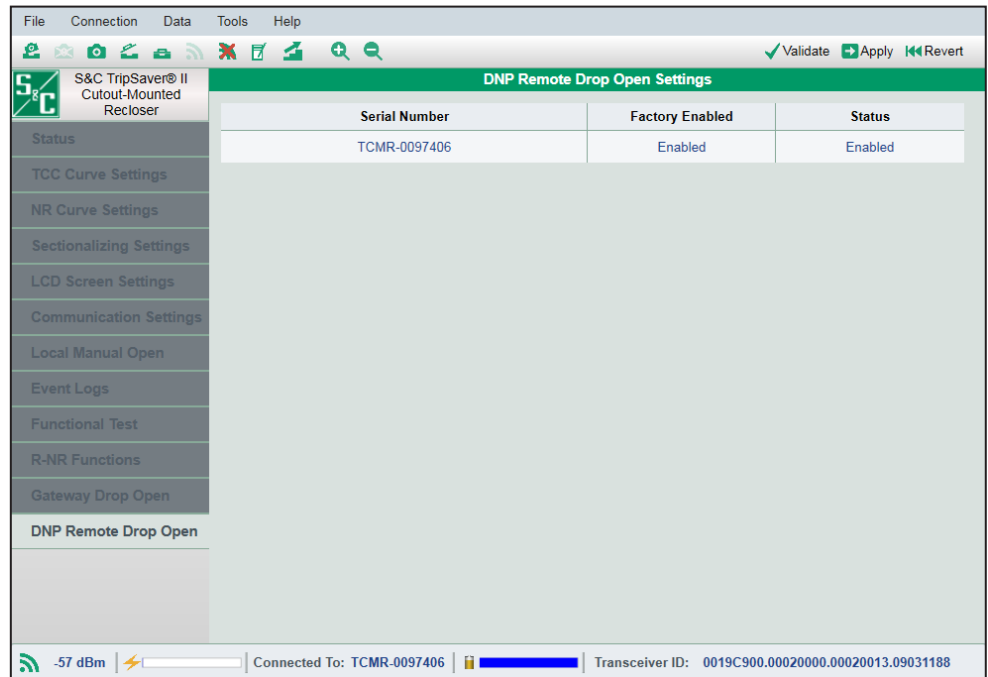 File Connection Data Tools Help
Validate Apply Revert
S&C
S&C TripSaver® II
Cutout-Mounted
Recloser
DNP Remote Drop Open Settings
Serial Number Factory Enabled Status
TCMR-0097406 Enabled Enabled
Status
TCC Curve Settings
NR Curve Settings
Sectionalizing Settings
LCD Screen Settings
Communication Settings
Local Manual Open
Event Logs
Functional Test
R-NR Functions
Gateway Drop Open
DNP Remote Drop Open
-57 dBm Connected To: TCMR-0097406 Transceiver ID: 0019C900.00020000.00020013.09031188